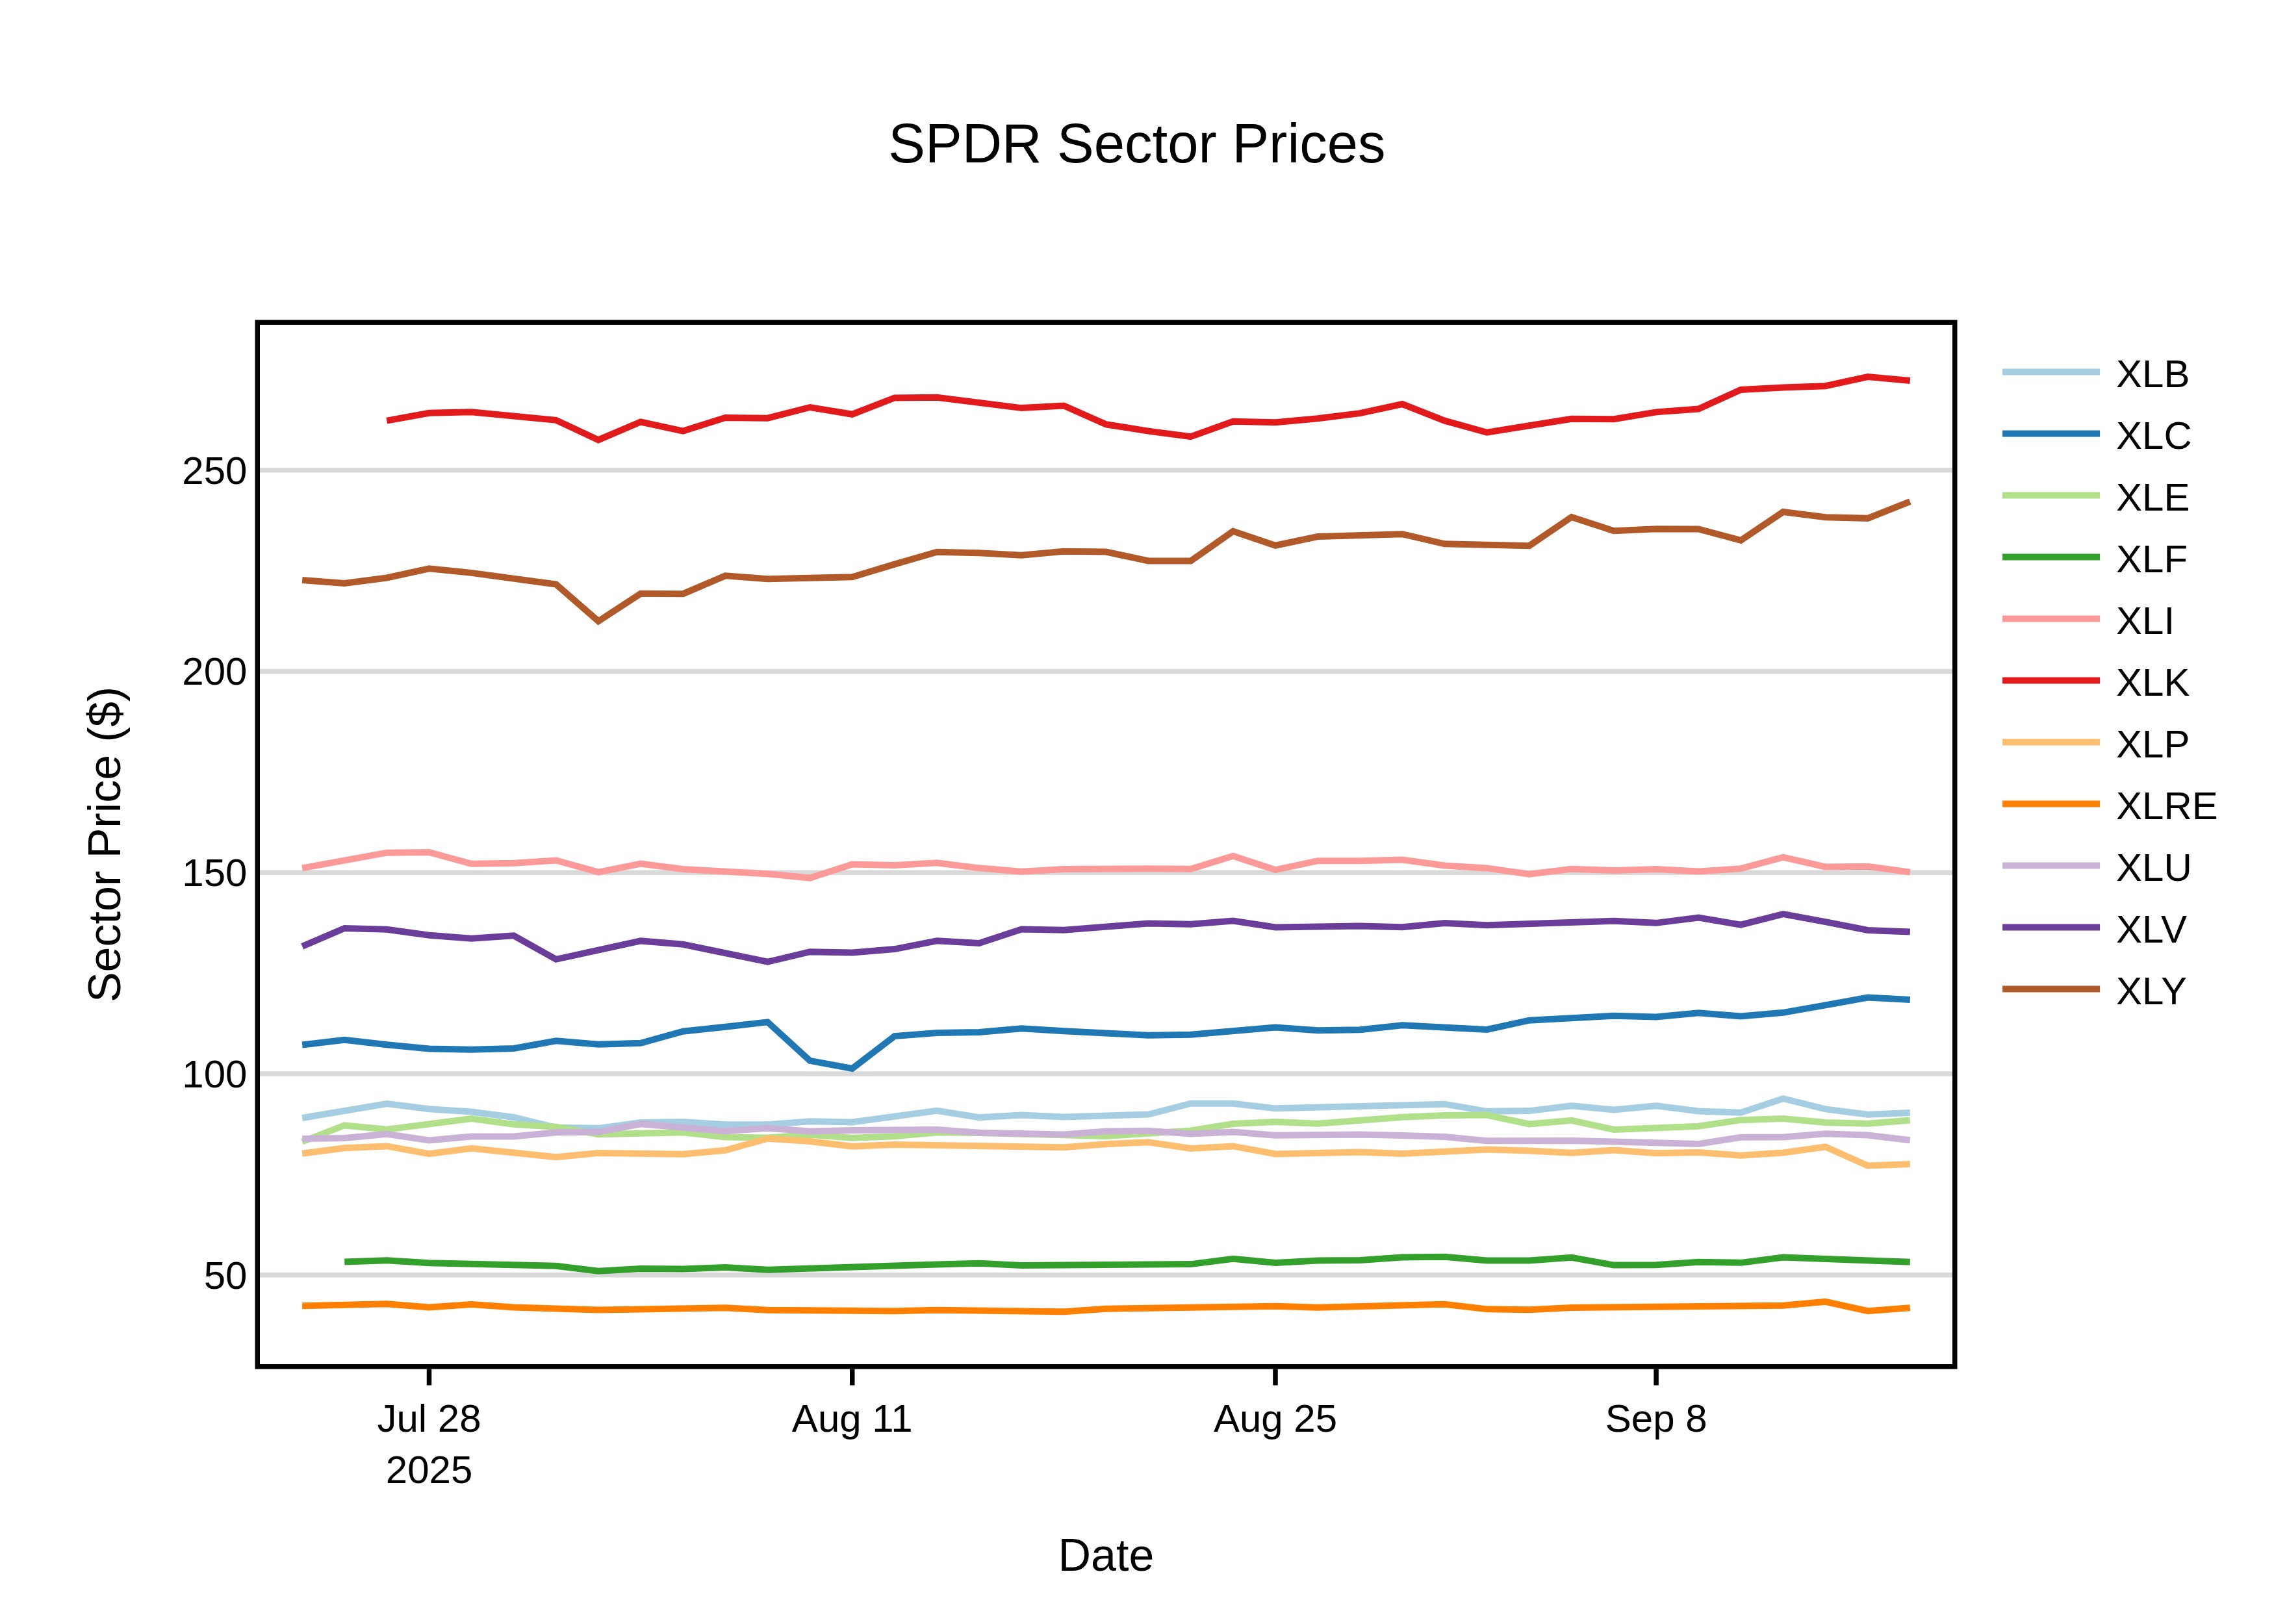 SPDR Sector Prices
Sector Price ($)
250
200
150
100
50
Jul 28
2025
Aug 11
Aug 25
Sep 8
Date
XLB
XLC
XLE
XLF
XLI
XLK
XLP
XLRE
XLU
XLV
XLY